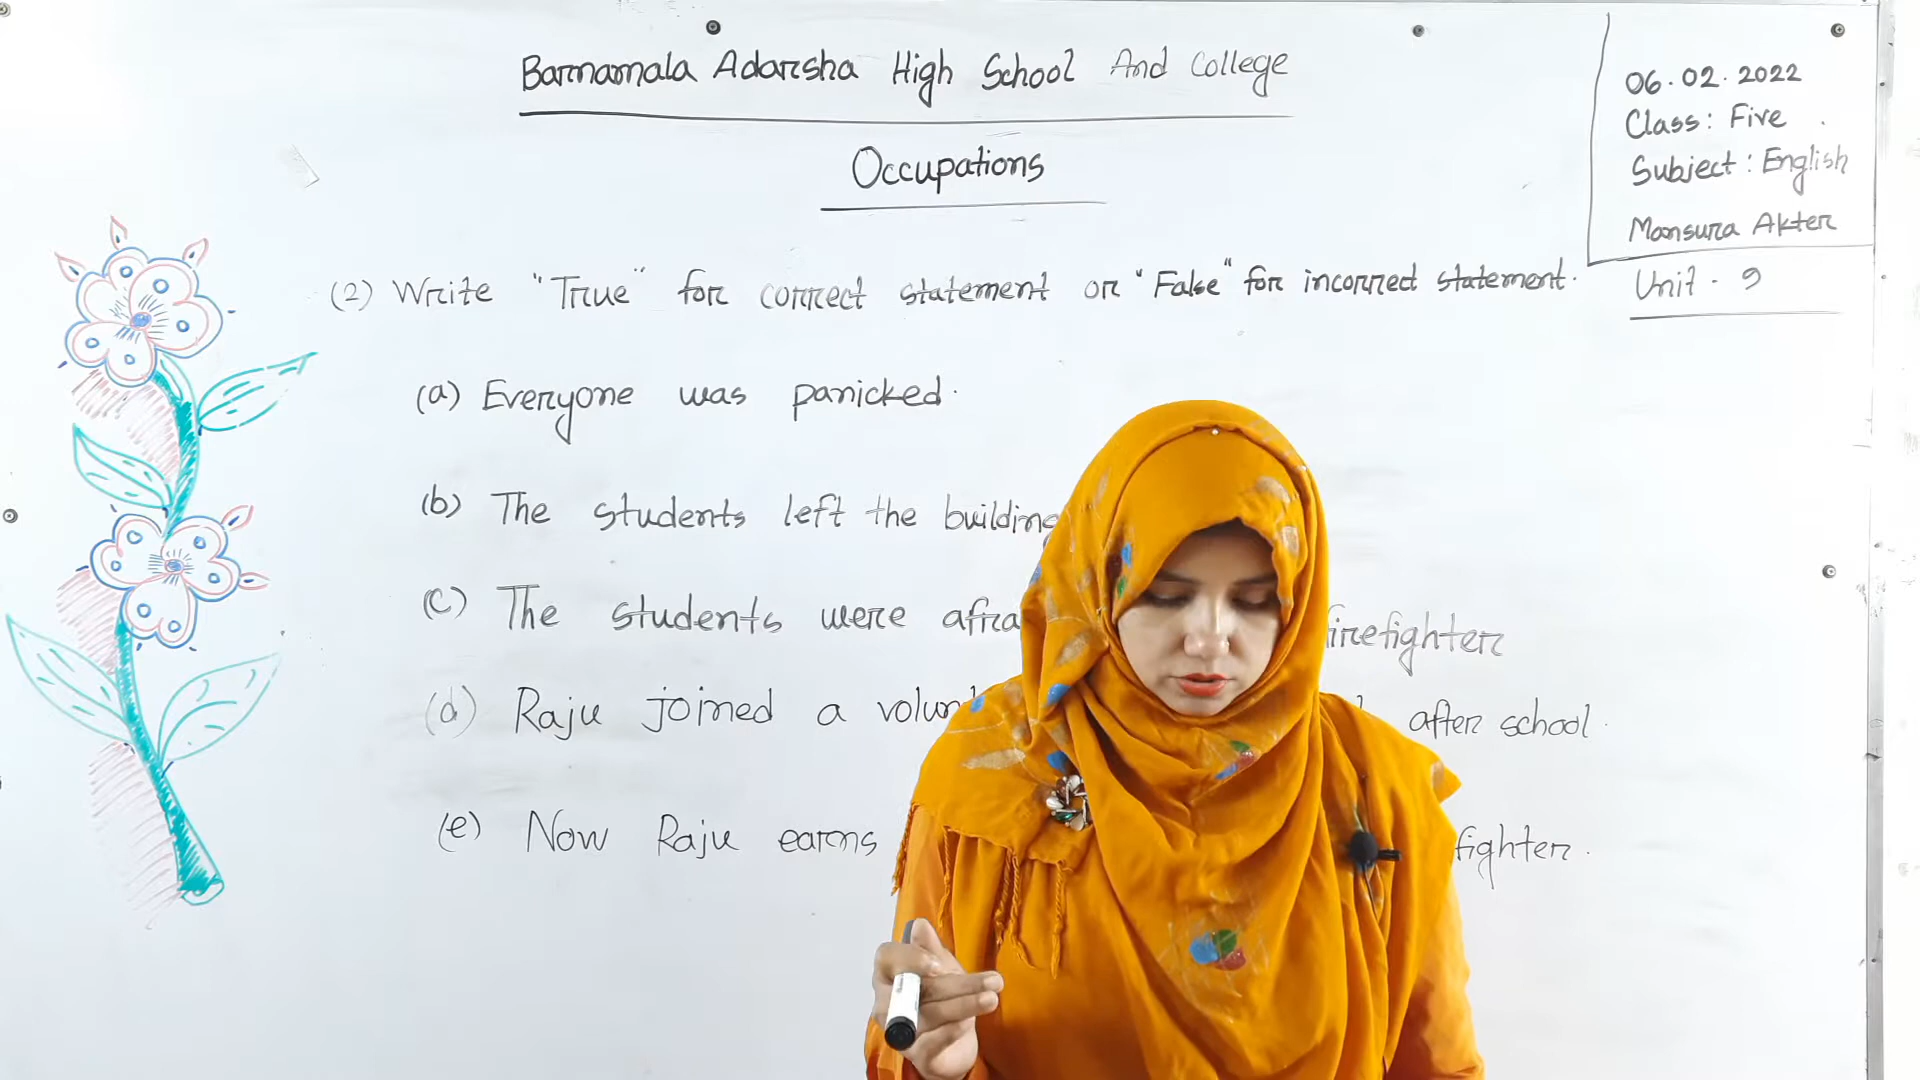 Barnamala Adarsha High School And College
Occupations
06.02.2022
Class: Five
Subject: English
Mansura Akter
Unit - 9
(2) Write "True" for correct statement or "False" for incorrect statement.
(a) Everyone was panicked.
(b) The students left the building
(c) The students were afra irefighter
(d) Raju joined a volun after school.
(e) Now Raju earns fighter.